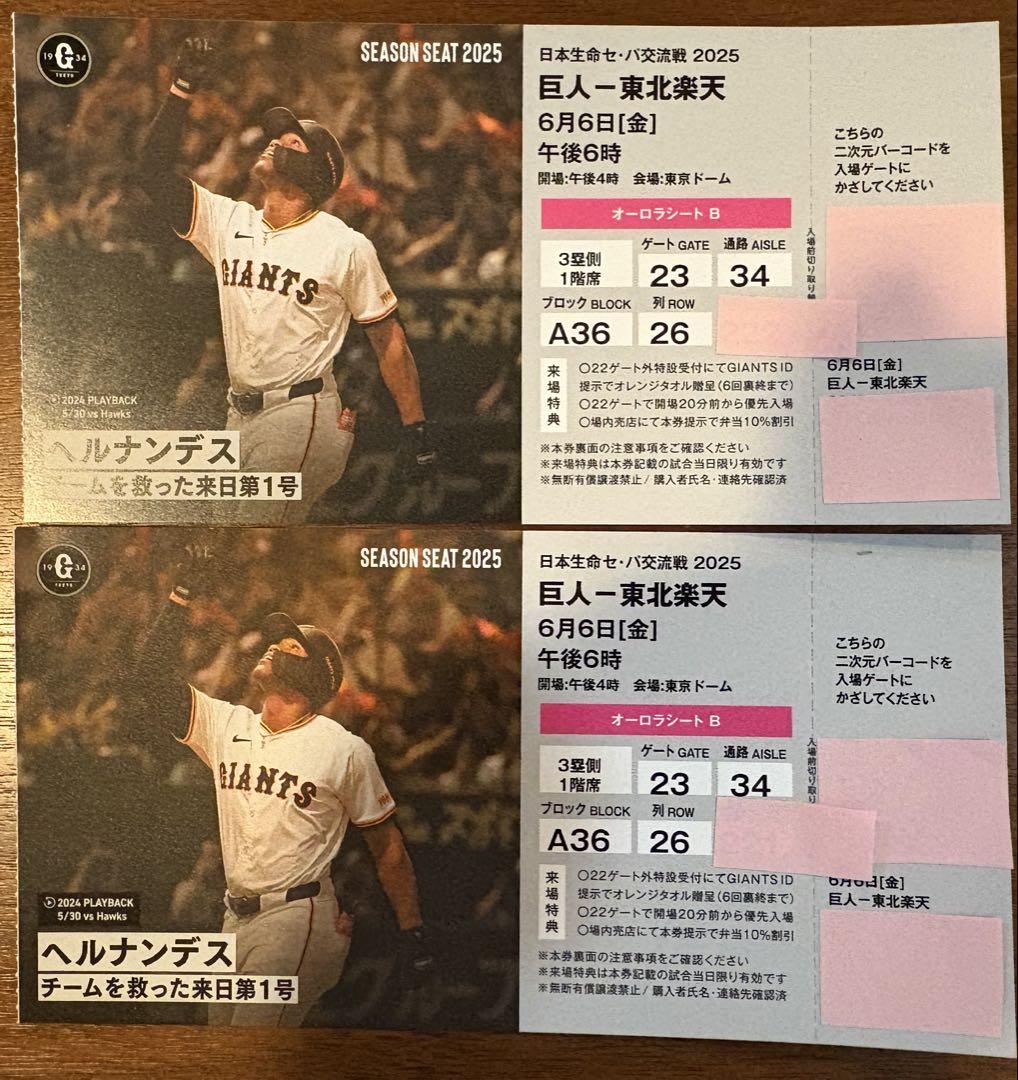 19 G 34
TOKYO
SEASON SEAT 2025
GIANTS
2024 PLAYBACK
5/30 vs Hawks
ヘルナンデス
ムを救った来日第1号
日本生命セ・パ交流戦 2025
巨人ー東北楽天
6月6日[金]
午後6時
開場:午後4時 会場:東京ドーム
オーロラシート B
3塁側
1階席
ゲート GATE
23
通路 AISLE
34
ブロック BLOCK
A36
列 ROW
26
来場特典
○22ゲート外特設受付にてGIANTS ID
提示でオレンジタオル贈呈(6回裏終まで)
○22ゲートで開場20分前から優先入場
○場内売店にて本券提示で弁当10%割引
※本券裏面の注意事項をご確認ください
※来場特典は本券記載の試合当日限り有効です
※無断有償譲渡禁止/購入者氏名・連絡先確認済
入場前切り取り
こちらの
二次元バーコードを
入場ゲートに
かざしてください
6月6日[金]
巨人ー東北楽天
19 G 34
TOKYO
SEASON SEAT 2025
GIANTS
2024 PLAYBACK
5/30 vs Hawks
ヘルナンデス
チームを救った来日第1号
日本生命セ・パ交流戦 2025
巨人ー東北楽天
6月6日[金]
午後6時
開場:午後4時 会場:東京ドーム
オーロラシート B
3塁側
1階席
ゲート GATE
23
通路 AISLE
34
ブロック BLOCK
A36
列 ROW
26
来場特典
○22ゲート外特設受付にてGIANTS ID
提示でオレンジタオル贈呈(6回裏終まで)
○22ゲートで開場20分前から優先入場
○場内売店にて本券提示で弁当10%割引
※本券裏面の注意事項をご確認ください
※来場特典は本券記載の試合当日限り有効です
※無断有償譲渡禁止/購入者氏名・連絡先確認済
入場前切り取り
こちらの
二次元バーコードを
入場ゲートに
かざしてください
6月6日[金]
巨人ー東北楽天